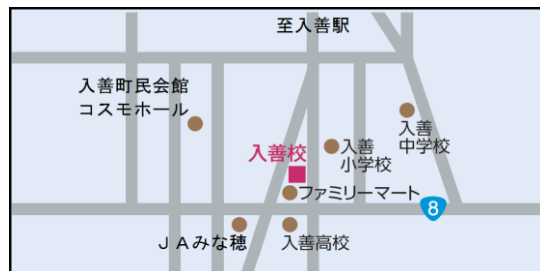 至入善駅
入善町民会館
コスモホール
入善
中学校
入善校
入善
小学校
ファミリーマート
8
JAみな穂
入善高校